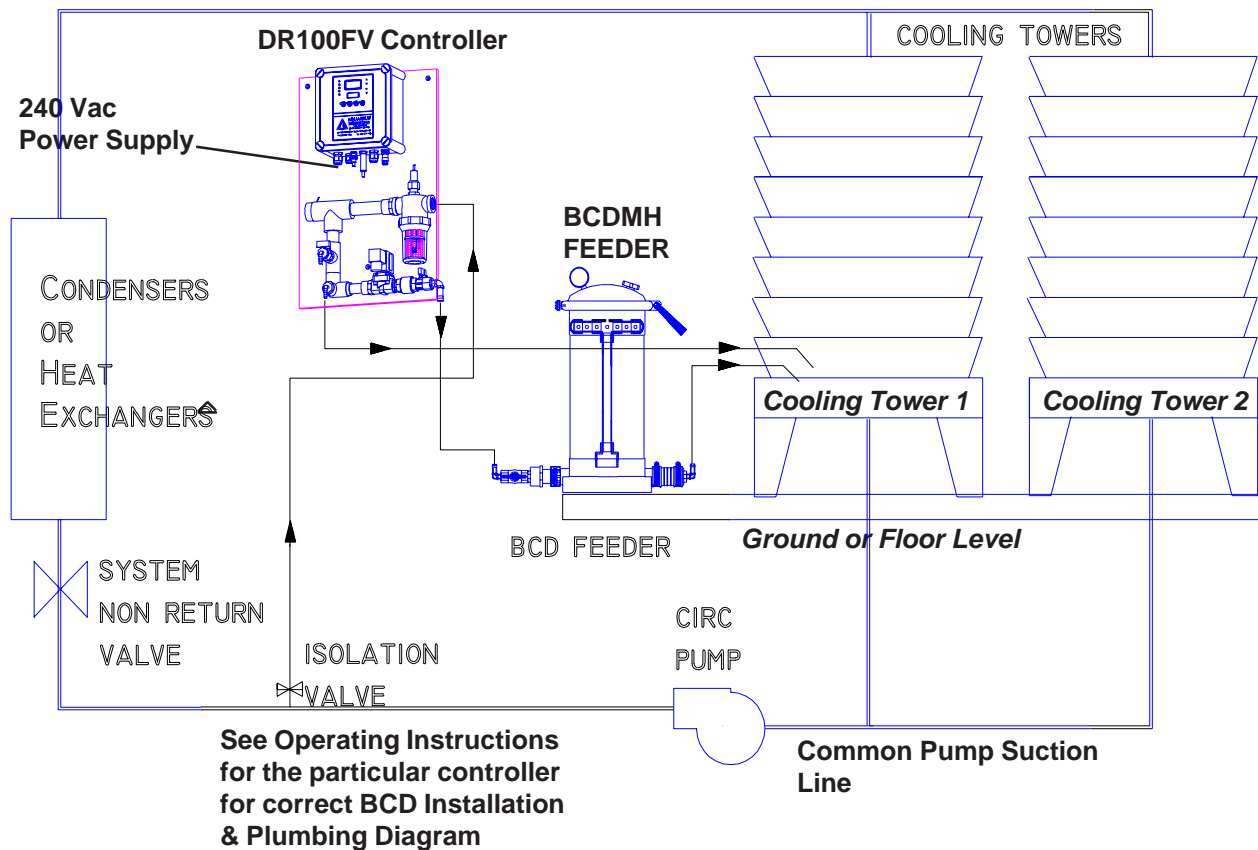 DR100FV Controller
COOLING TOWERS
240 Vac
Power Supply
BCDMH
FEEDER
CONDENSERS
OR
HEAT
EXCHANGERS
Cooling Tower 1
Cooling Tower 2
BCD FEEDER
Ground or Floor Level
SYSTEM
NON RETURN
VALVE
ISOLATION
VALVE
CIRC
PUMP
See Operating Instructions
for the particular controller
for correct BCD Installation
& Plumbing Diagram
Common Pump Suction
Line